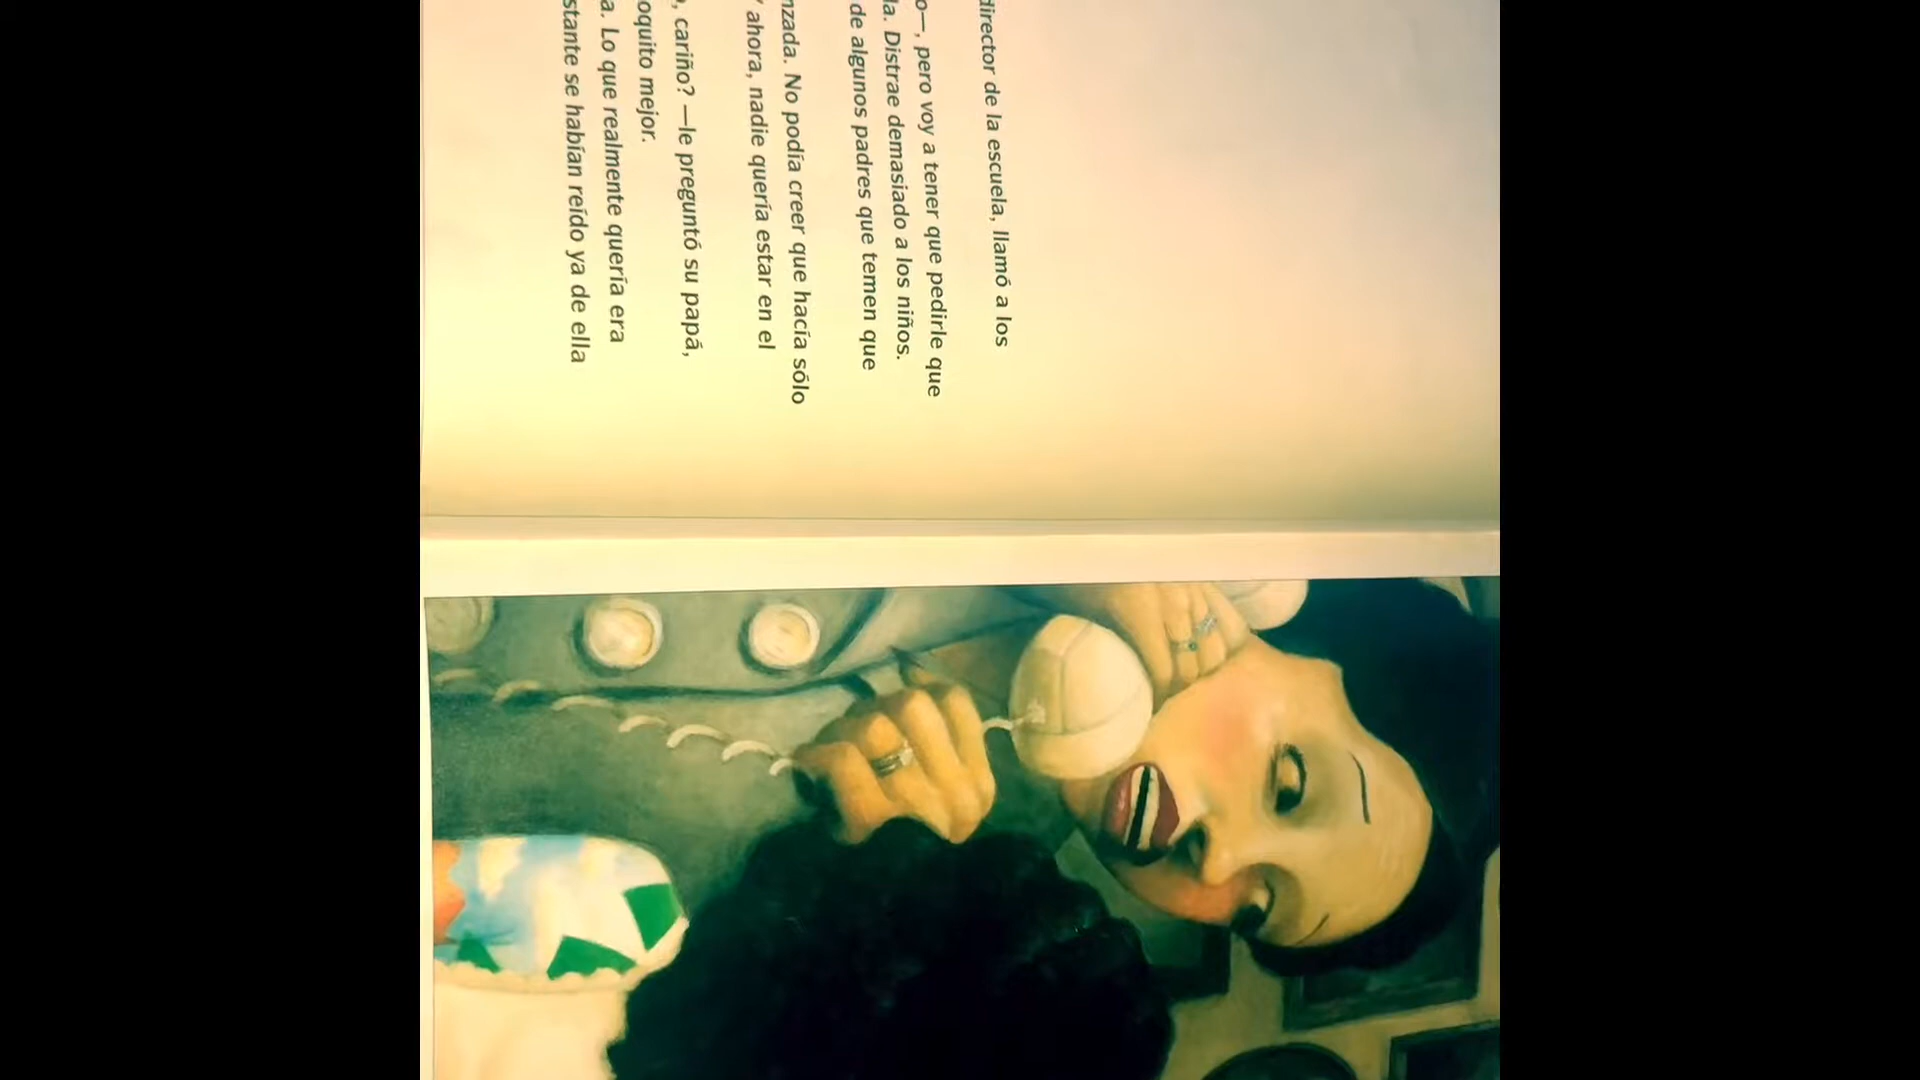 director de la escuela, llamó a los
o—, pero voy a tener que pedirle que
la. Distrae demasiado a los niños.
de algunos padres que temen que
nzada. No podía creer que hacía sólo
ahora, nadie quería estar en el
, cariño? —le preguntó su papá,
oquito mejor.
a. Lo que realmente quería era
stante se habían reído ya de ella